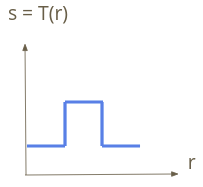 s = T(r)
r